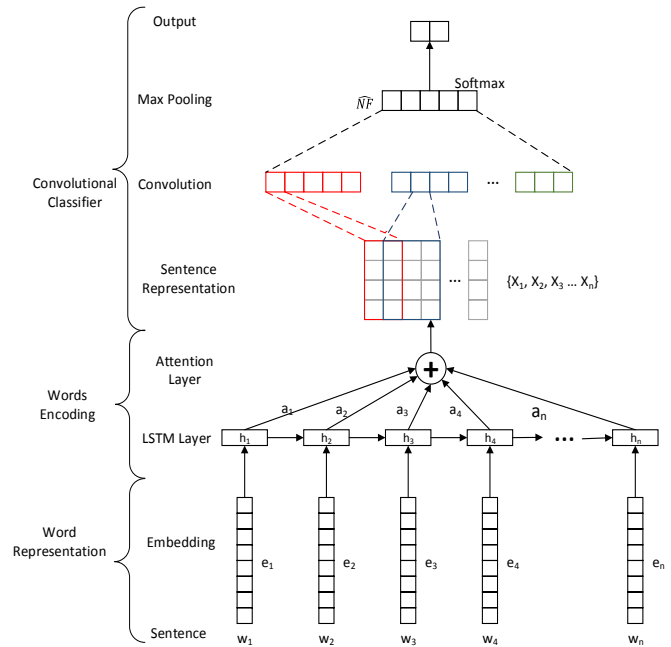 Output
Softmax
Max Pooling
N̂F
Convolutional
Classifier
Convolution
...
Sentence
Representation
...
{X₁, X₂, X₃ ... Xₙ}
Attention
Layer
+
Words
Encoding
a₁ a₂ a₃ a₄ aₙ
LSTM Layer
h₁ h₂ h₃ h₄ ... hₙ
Word
Representation
Embedding
e₁ e₂ e₃ e₄ eₙ
Sentence
w₁ w₂ w₃ w₄ wₙ